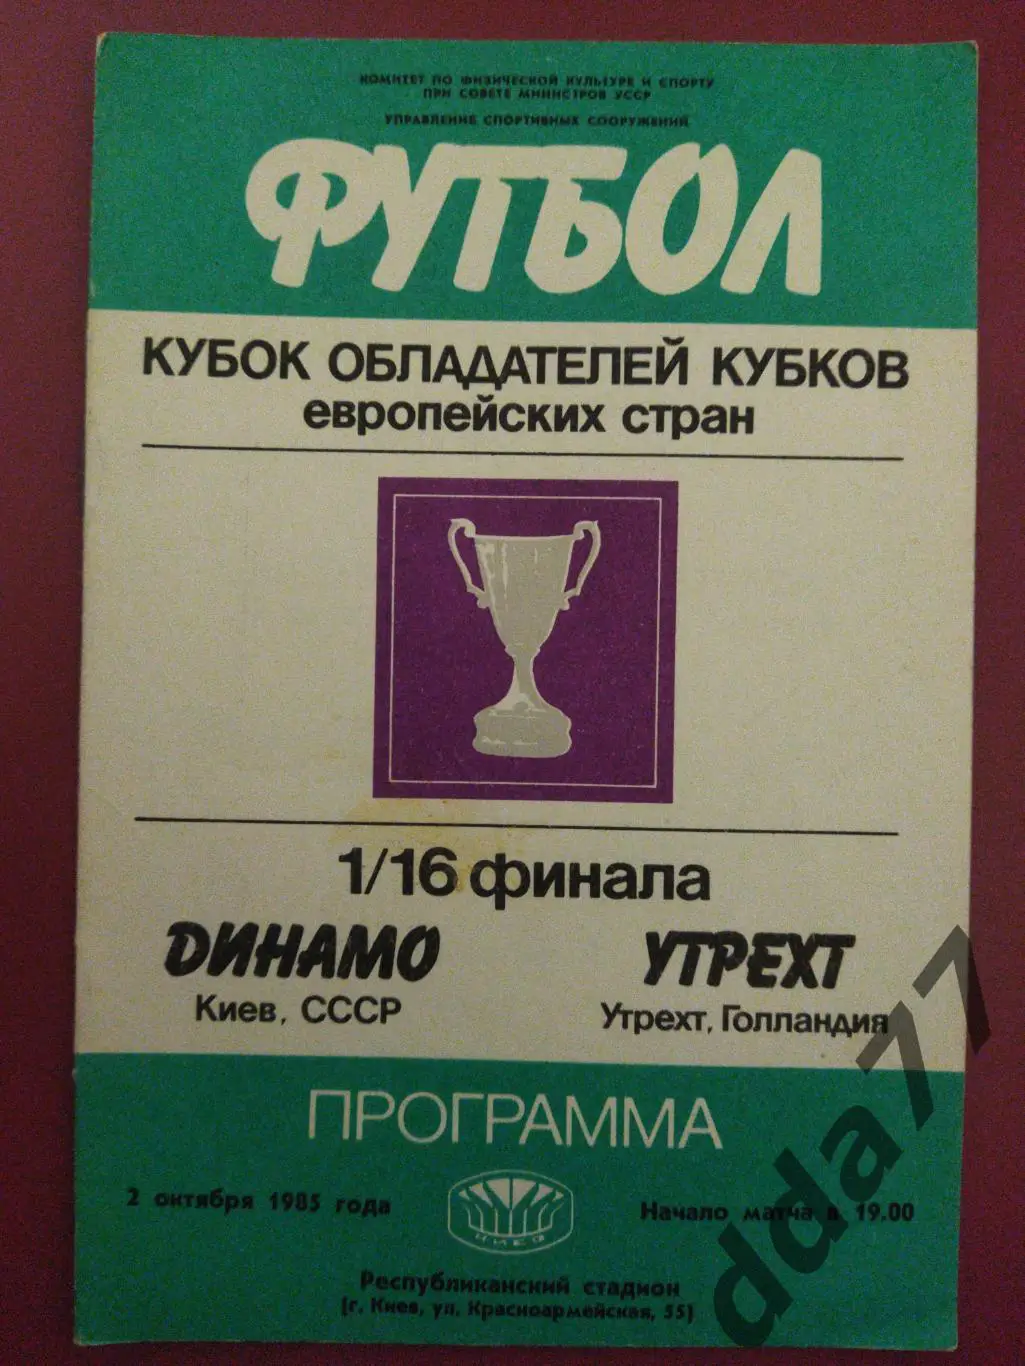 КОМИТЕТ ПО ФИЗИЧЕСКОЙ КУЛЬТУРЕ И СПОРТУ
ПРИ СОВЕТЕ МИНИСТРОВ УССР
УПРАВЛЕНИЕ СПОРТИВНЫХ СООРУЖЕНИЙ
ФУТБОЛ
КУБОК ОБЛАДАТЕЛЕЙ КУБКОВ
европейских стран
1/16 финала
ДИНАМО УТРЕХТ
Киев, СССР Утрехт, Голландия
ПРОГРАММА
2 октября 1985 года Начало матча в 19.00
КИЕВ
Республиканский стадион
(г. Киев, ул. Красноармейская, 55)
dda77